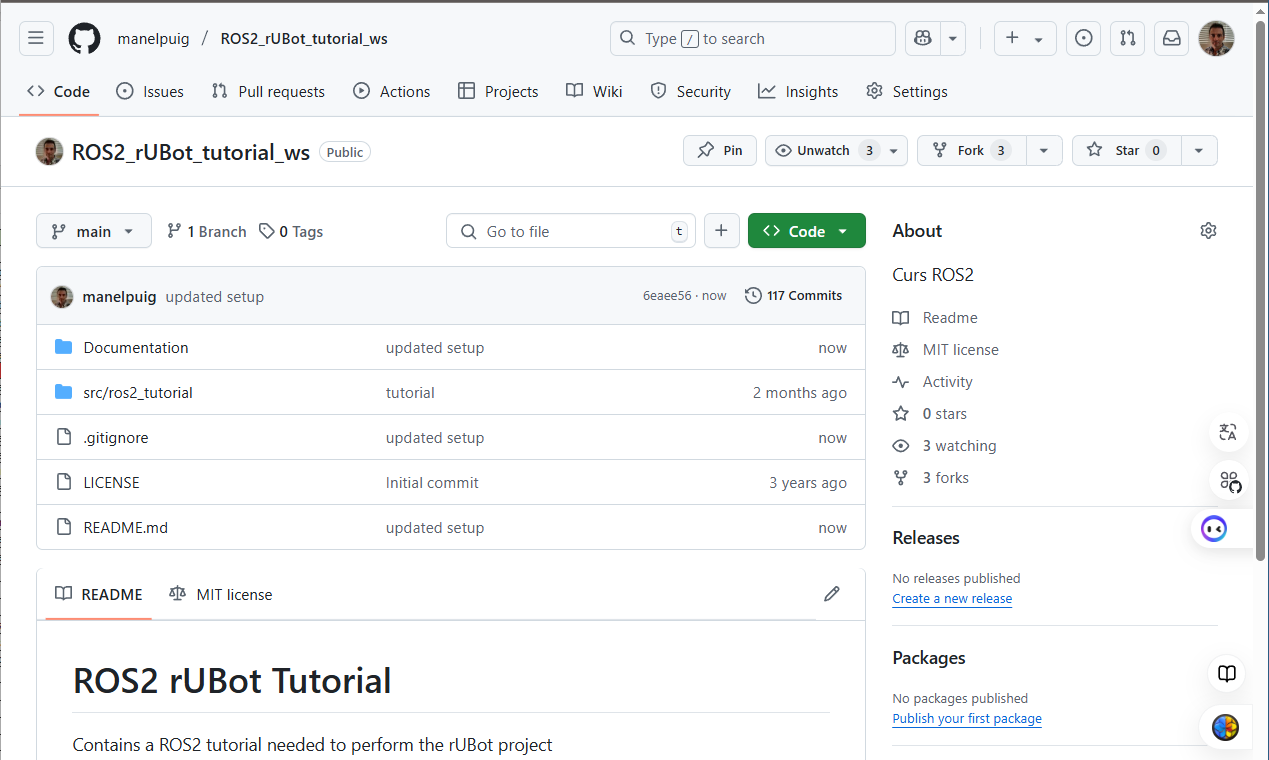 manelpuig / ROS2_rUBot_tutorial_ws
Type / to search
Code
Issues
Pull requests
Actions
Projects
Wiki
Security
Insights
Settings
ROS2_rUBot_tutorial_ws Public
Pin
Unwatch 3
Fork 3
Star 0
main
1 Branch
0 Tags
Go to file t
Code
manelpuig updated setup 6eaee56 · now 117 Commits
Documentation updated setup now
src/ros2_tutorial tutorial 2 months ago
.gitignore updated setup now
LICENSE Initial commit 3 years ago
README.md updated setup now
README
MIT license
ROS2 rUBot Tutorial
Contains a ROS2 tutorial needed to perform the rUBot project
About
Curs ROS2
Readme
MIT license
Activity
0 stars
3 watching
3 forks
Releases
No releases published
Create a new release
Packages
No packages published
Publish your first package